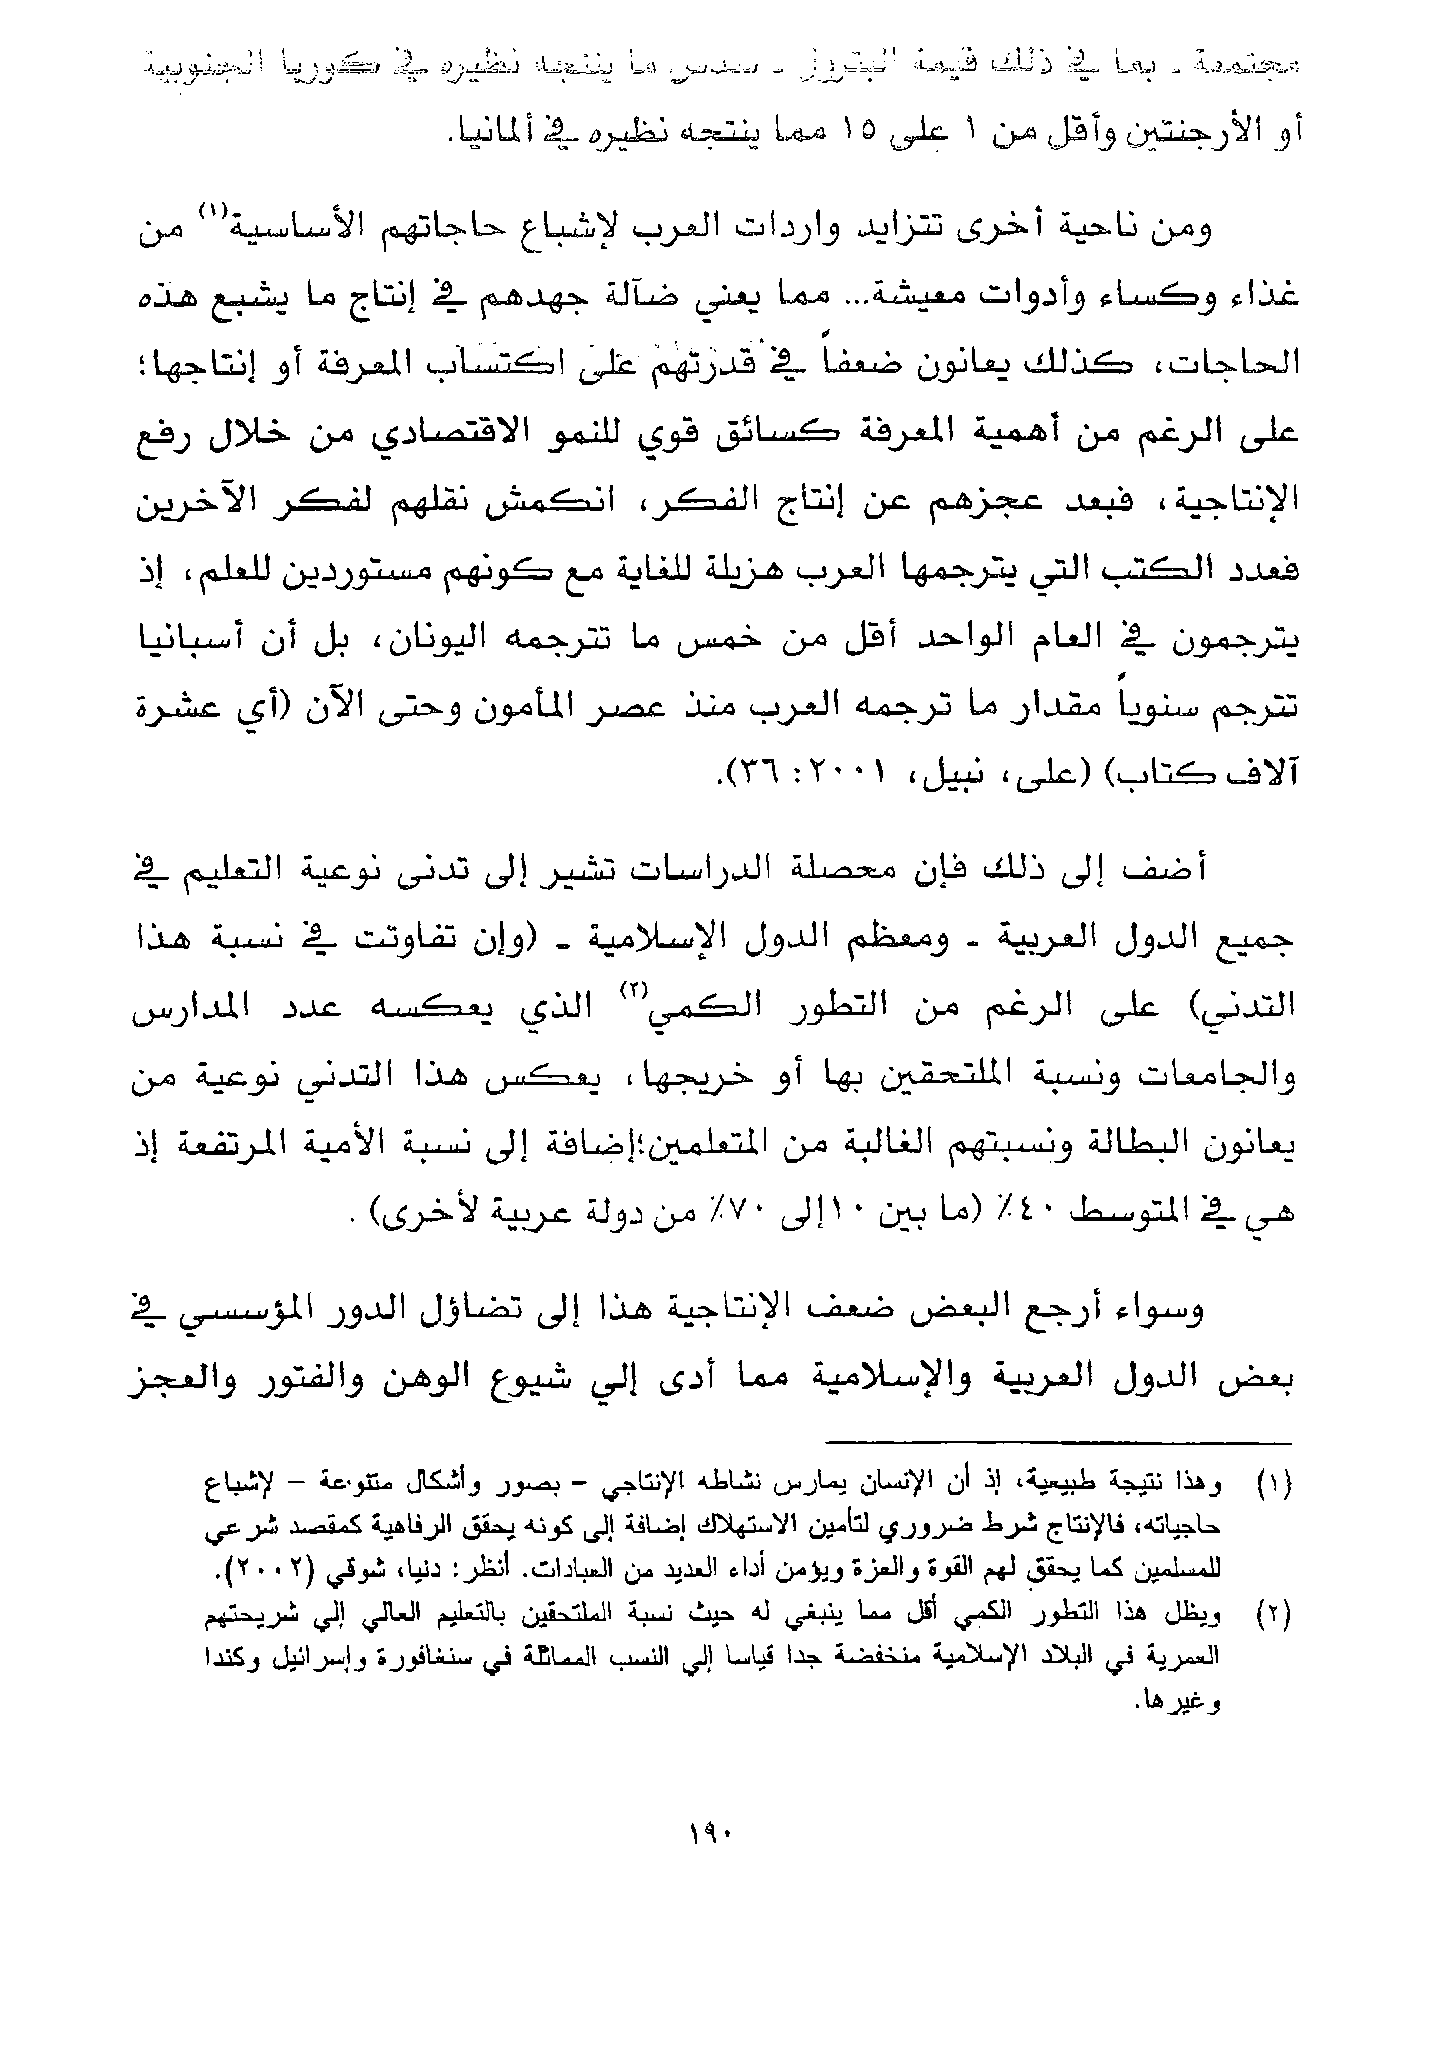 مجتمعة ـ بما في ذلك قيمة البترول ـ سدس ما ينتجه نظيره في كوريا الجنوبية
أو الأرجنتين وأقل من ١ على ١٥ مما ينتجه نظيره في ألمانيا.
ومن ناحية أخرى تتزايد واردات العرب لإشباع حاجاتهم الأساسية(١) من
غذاء وكساء وأدوات معيشة... مما يعني ضآلة جهدهم في إنتاج ما يشبع هذه
الحاجات، كذلك يعانون ضعفاً في قدرتهم على اكتساب المعرفة أو إنتاجها؛
على الرغم من أهمية المعرفة كسائق قوي للنمو الاقتصادي من خلال رفع
الإنتاجية، فبعد عجزهم عن إنتاج الفكر، انكمش نقلهم لفكر الآخرين
فعدد الكتب التي يترجمها العرب هزيلة للغاية مع كونهم مستوردين للعلم، إذ
يترجمون في العام الواحد أقل من خمس ما تترجمه اليونان، بل أن أسبانيا
تترجم سنوياً مقدار ما ترجمه العرب منذ عصر المأمون وحتى الآن (أي عشرة
آلاف كتاب) (على، نبيل، ٢٠٠١: ٣٦).
أضف إلى ذلك فإن محصلة الدراسات تشير إلى تدنى نوعية التعليم في
جميع الدول العربية ـ ومعظم الدول الإسلامية ـ (وإن تفاوتت في نسبة هذا
التدني) على الرغم من التطور الكمي(٢) الذي يعكسه عدد المدارس
والجامعات ونسبة الملتحقين بها أو خريجها، يعكس هذا التدني نوعية من
يعانون البطالة ونسبتهم الغالبة من المتعلمين؛إضافة إلى نسبة الأمية المرتفعة إذ
هي في المتوسط ٤٠٪ (ما بين ١٠إلى ٧٠٪ من دولة عربية لأخرى) .
وسواء أرجع البعض ضعف الإنتاجية هذا إلى تضاؤل الدور المؤسسي في
بعض الدول العربية والإسلامية مما أدى إلي شيوع الوهن والفتور والعجز
(١) وهذا نتيجة طبيعية، إذ أن الإنسان يمارس نشاطه الإنتاجي – بصور وأشكال متنوعة – لإشباع
حاجياته، فالإنتاج شرط ضروري لتأمين الاستهلاك إضافة إلى كونه يحقق الرفاهية كمقصد شرعي
للمسلمين كما يحقق لهم القوة والعزة ويؤمن أداء العديد من العبادات. أنظر: دنيا، شوقي (٢٠٠٢).
(٢) ويظل هذا التطور الكمي أقل مما ينبغي له حيث نسبة الملتحقين بالتعليم العالي إلي شريحتهم
العمرية في البلاد الإسلامية منخفضة جدا قياسا إلي النسب المماثلة في سنغافورة وإسرائيل وكندا
وغيرها.
١٩٠